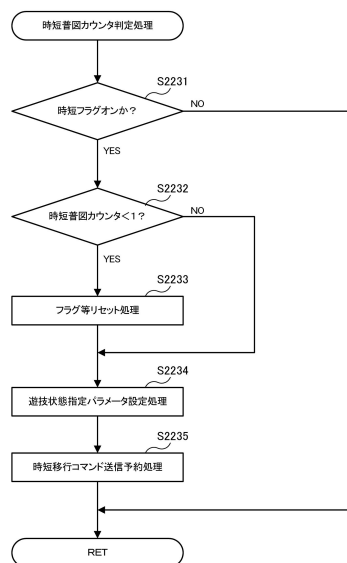 時短普図カウンタ判定処理
S2231
時短フラグオンか？
NO
YES
S2232
時短普図カウンタ<1？
NO
YES
S2233
フラグ等リセット処理
S2234
遊技状態指定パラメータ設定処理
S2235
時短移行コマンド送信予約処理
RET